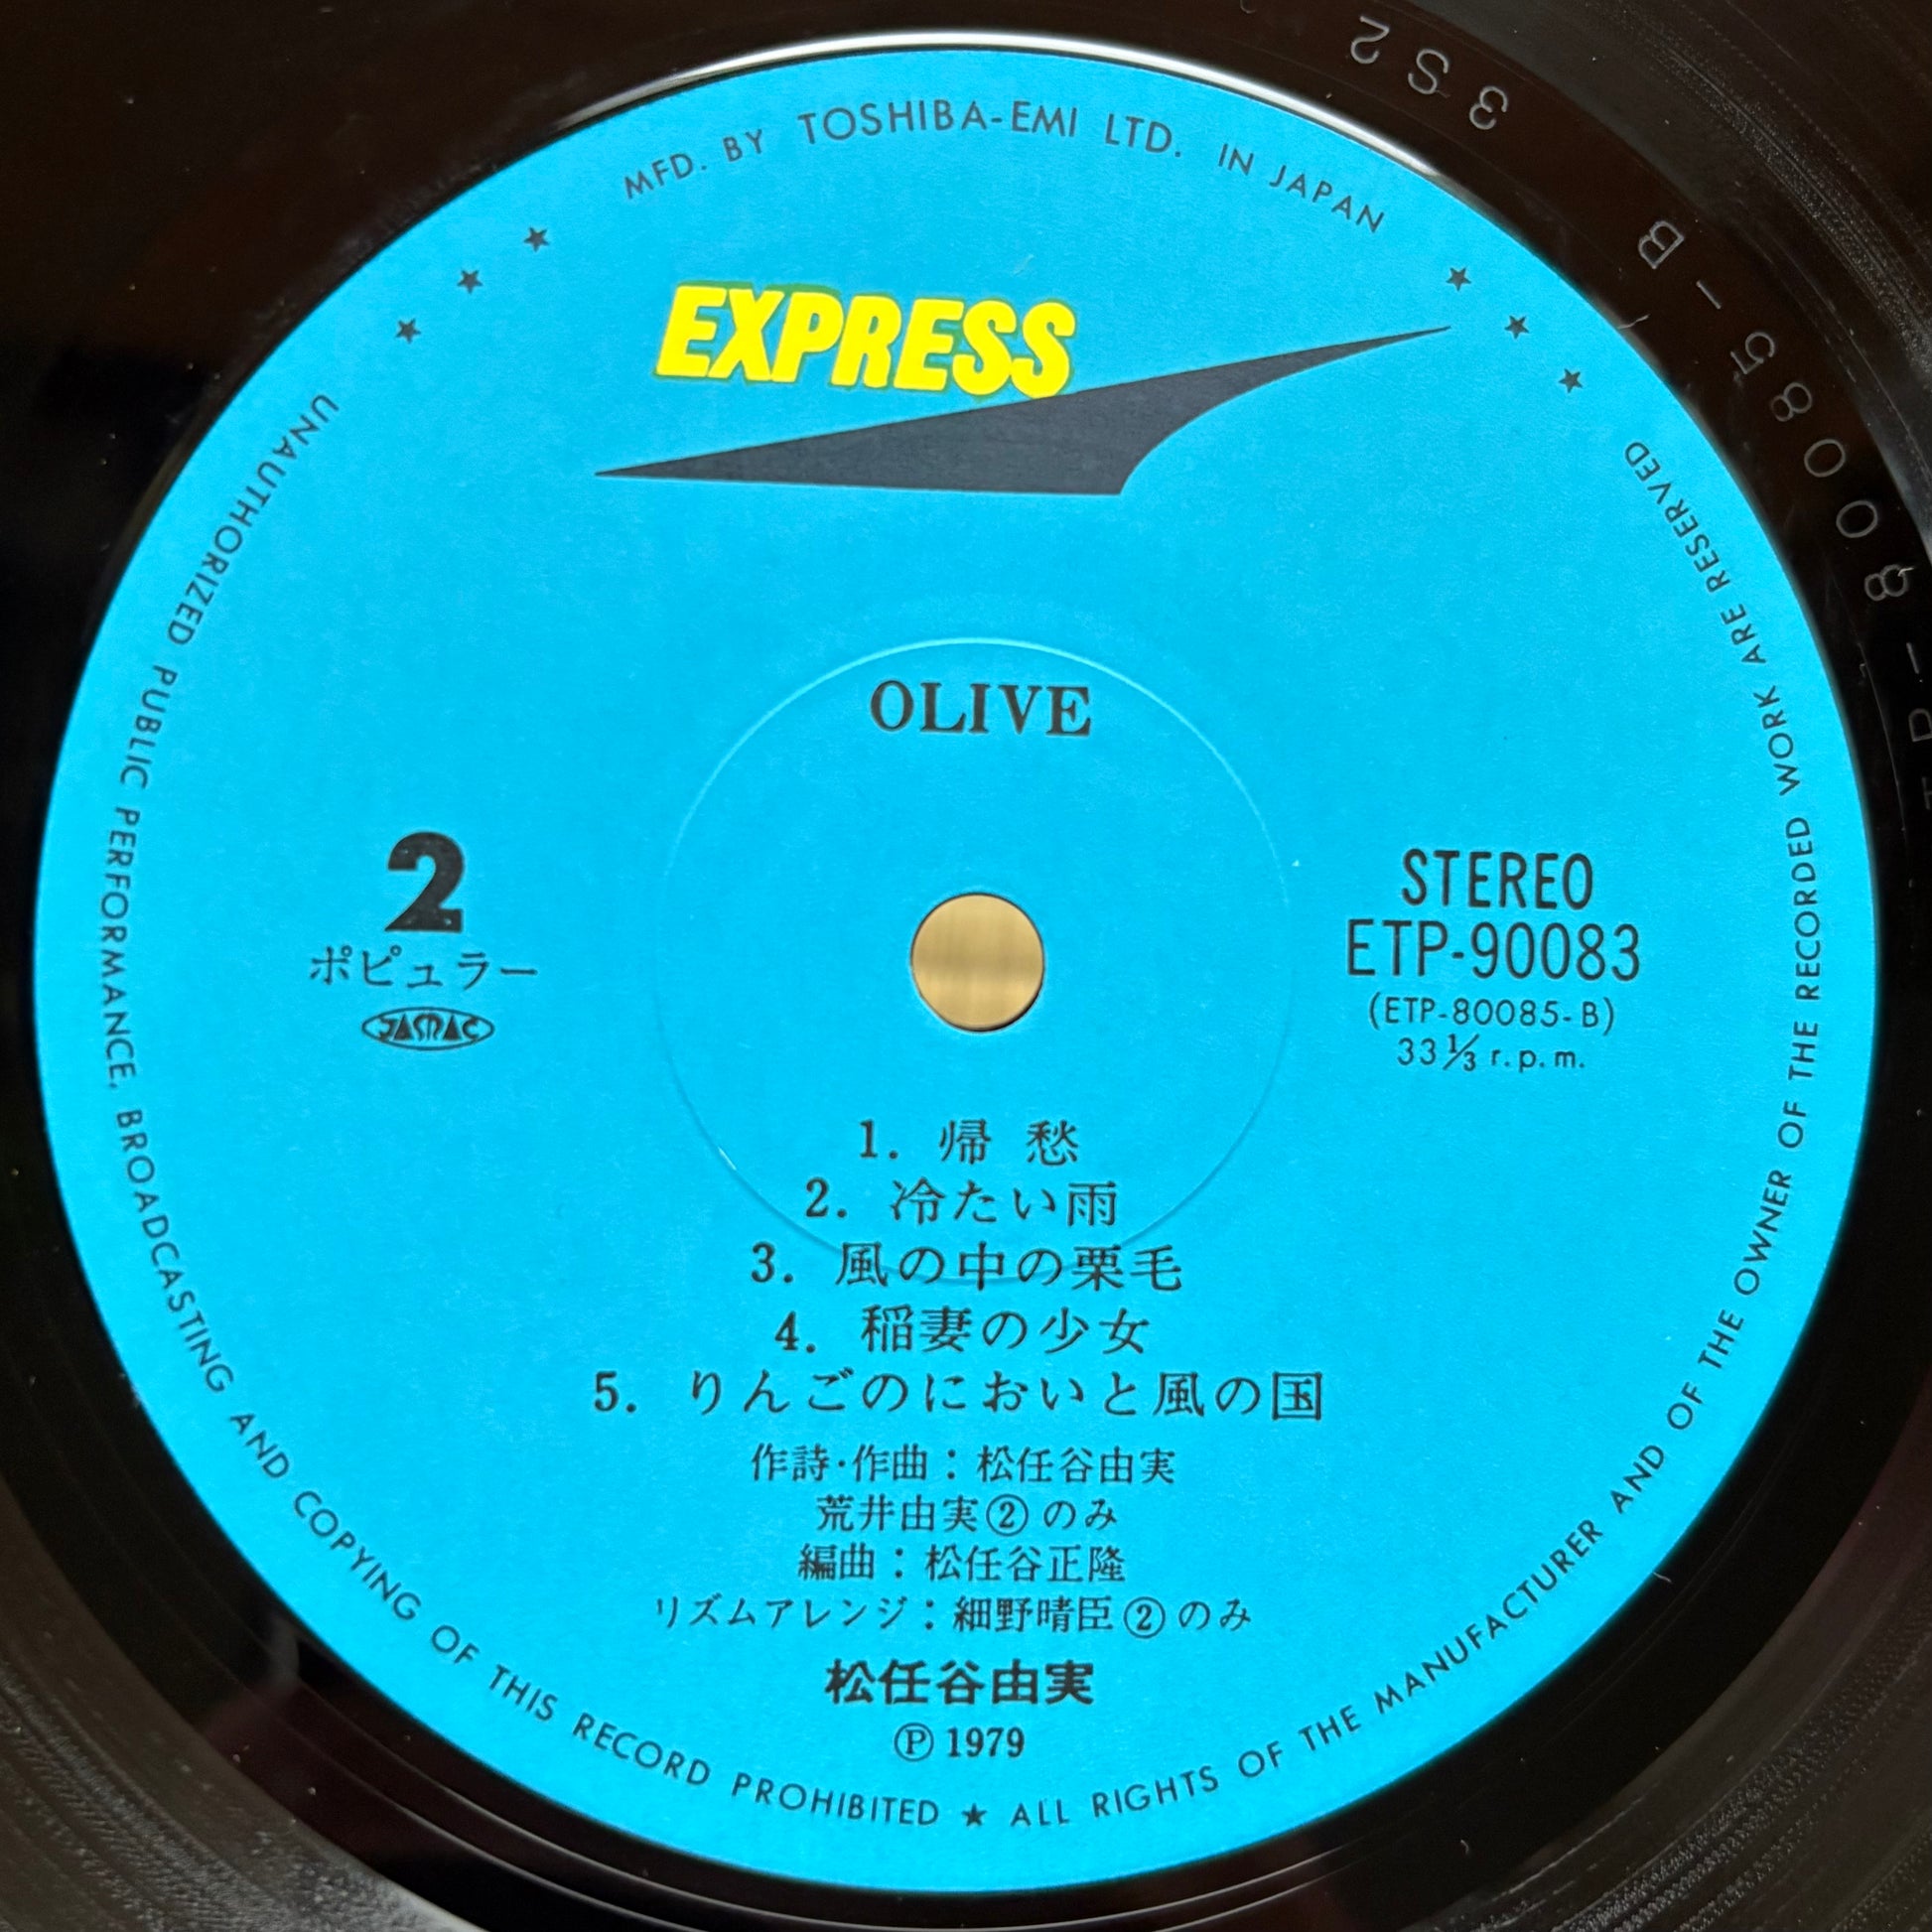 MFD. BY TOSHIBA-EMI LTD. IN JAPAN
EXPRESS
OLIVE
2
ポピュラー
JASRAC
STEREO
ETP-90083
(ETP-80085-B)
33⅓ r.p.m.
1. 帰愁
2. 冷たい雨
3. 風の中の栗毛
4. 稲妻の少女
5. りんごのにおいと風の国
作詩・作曲：松任谷由実
荒井由実②のみ
編曲：松任谷正隆
リズムアレンジ：細野晴臣②のみ
松任谷由実
Ⓟ 1979
UNAUTHORIZED PUBLIC PERFORMANCE, BROADCASTING AND COPYING OF THIS RECORD PROHIBITED ★ ALL RIGHTS OF THE MANUFACTURER AND OF THE OWNER OF THE RECORDED WORK ARE RESERVED
TP-80085-B 3S2